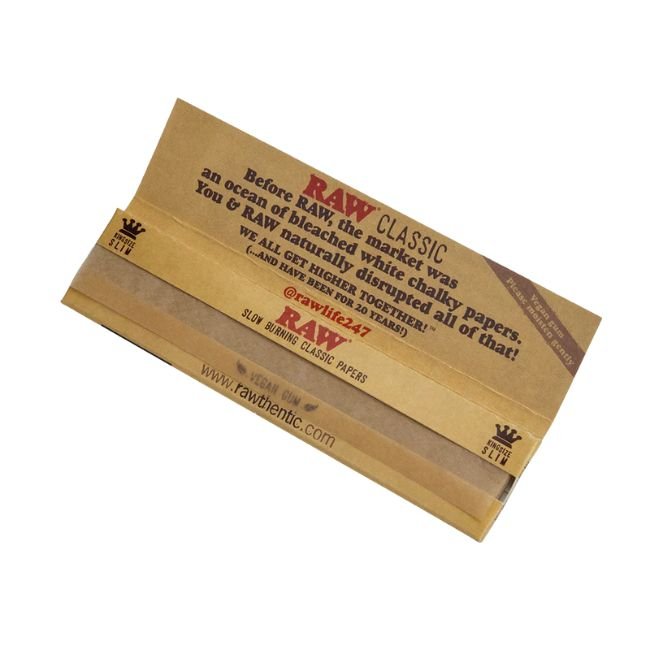 RAW® CLASSIC
Before RAW, the market was
an ocean of bleached white chalky papers.
You & RAW naturally disrupted all of that!
WE ALL GET HIGHER TOGETHER!™
(...AND HAVE BEEN FOR 20 YEARS!)
Vegan gum
Please moisten gently
@rawlife247
KINGSIZE
SLIM
RAW®
SLOW BURNING CLASSIC PAPERS
KINGSIZE
SLIM
VEGAN GUM
www.rawthentic.com